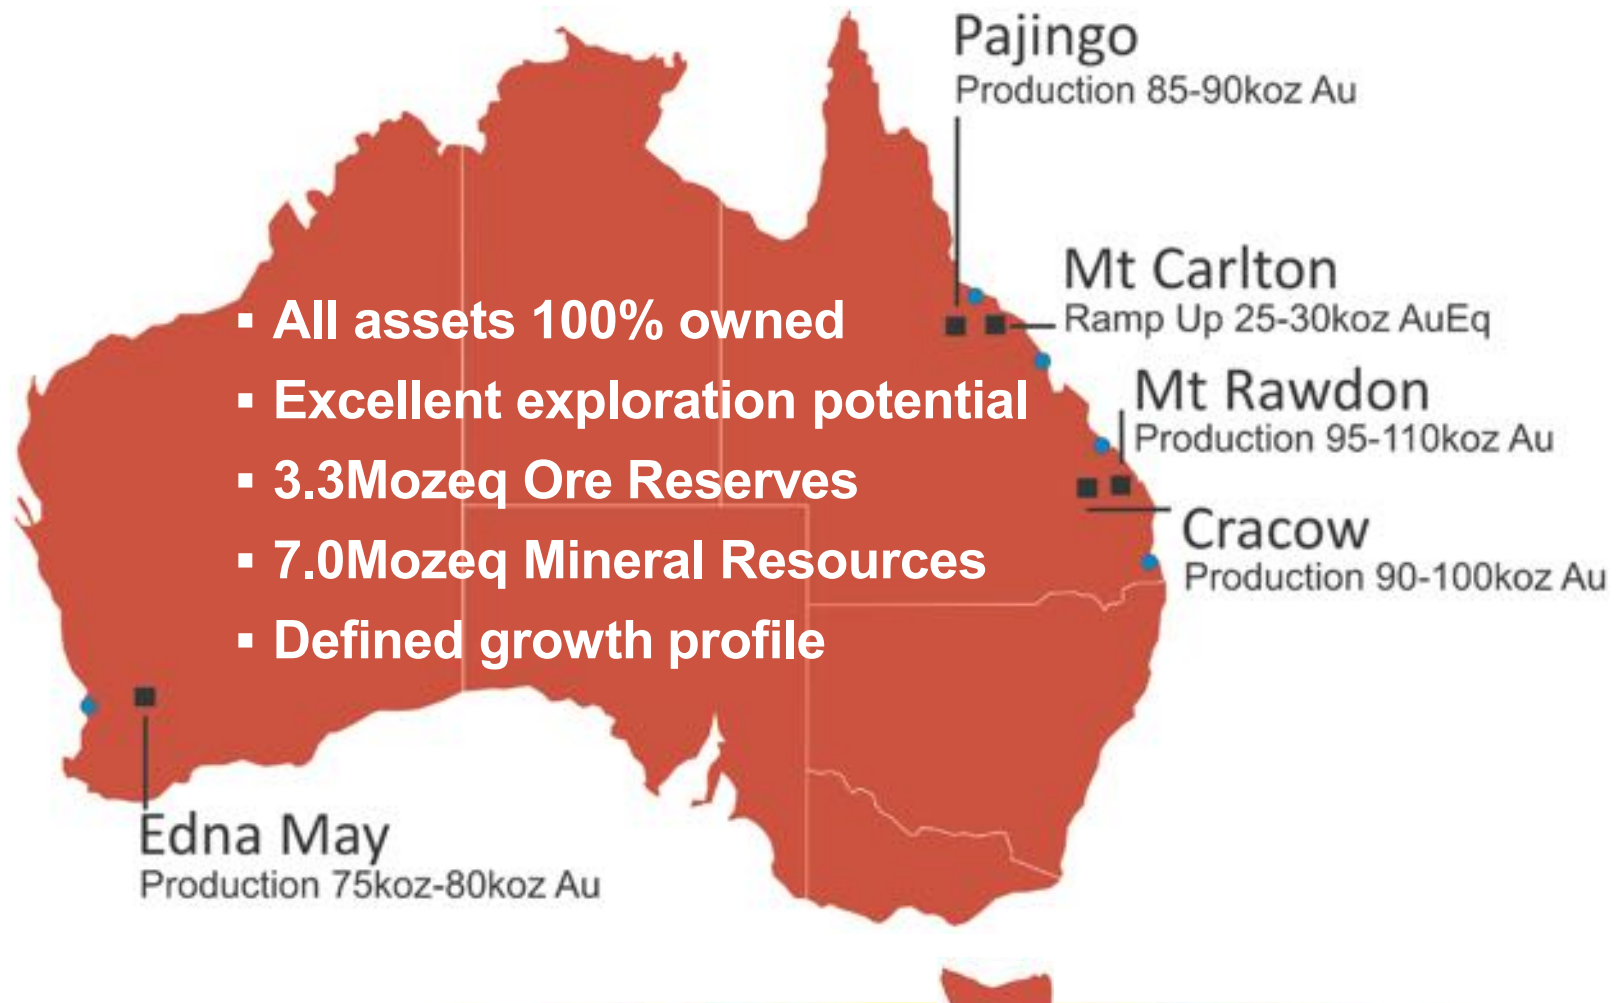 Pajingo
Production 85-90koz Au
Mt Carlton
Ramp Up 25-30koz AuEq
Mt Rawdon
Production 95-110koz Au
Cracow
Production 90-100koz Au
▪ All assets 100% owned
▪ Excellent exploration potential
▪ 3.3Mozeq Ore Reserves
▪ 7.0Mozeq Mineral Resources
▪ Defined growth profile
Edna May
Production 75koz-80koz Au